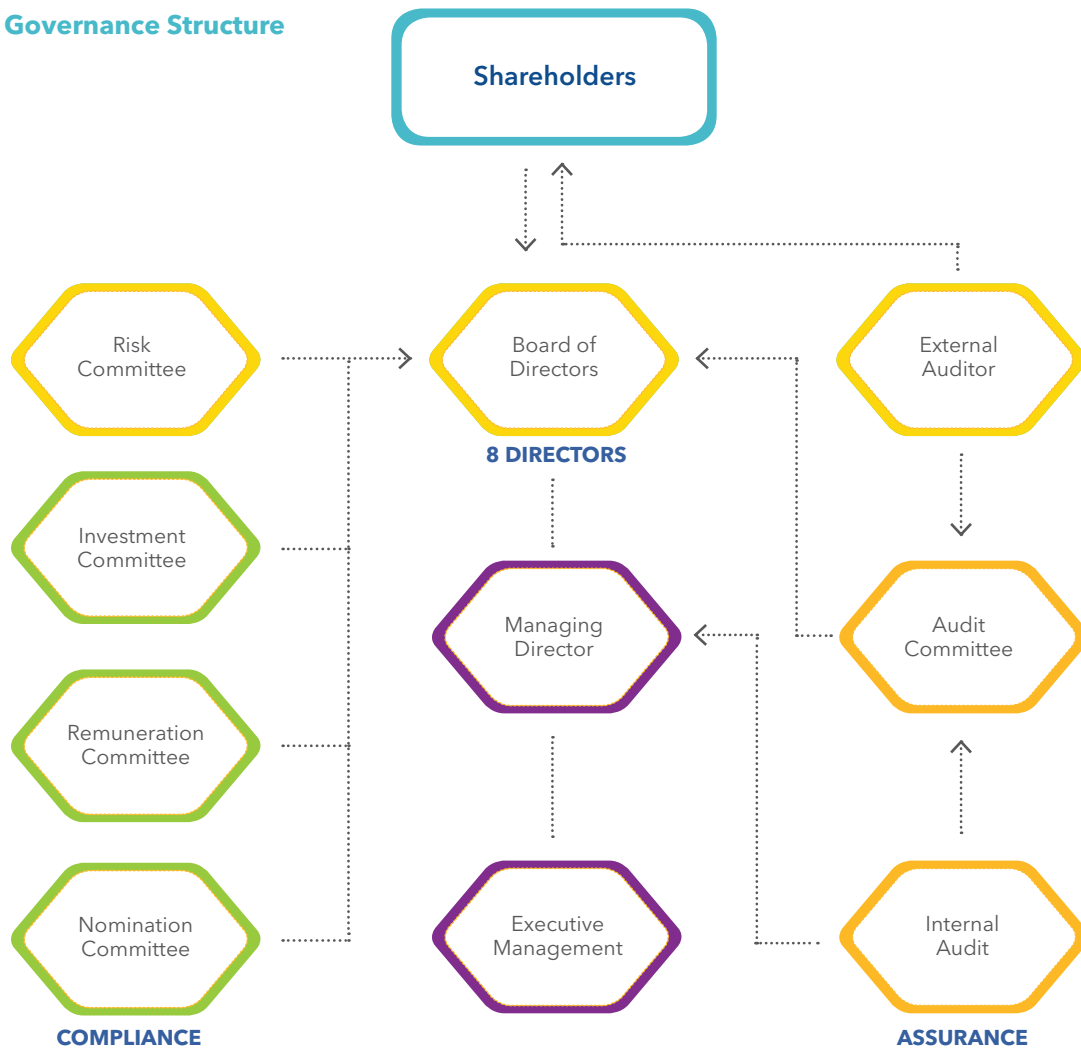 Governance Structure
Shareholders
Risk
Committee
Board of
Directors
External
Auditor
8 DIRECTORS
Investment
Committee
Managing
Director
Audit
Committee
Remuneration
Committee
Nomination
Committee
Executive
Management
Internal
Audit
COMPLIANCE
ASSURANCE